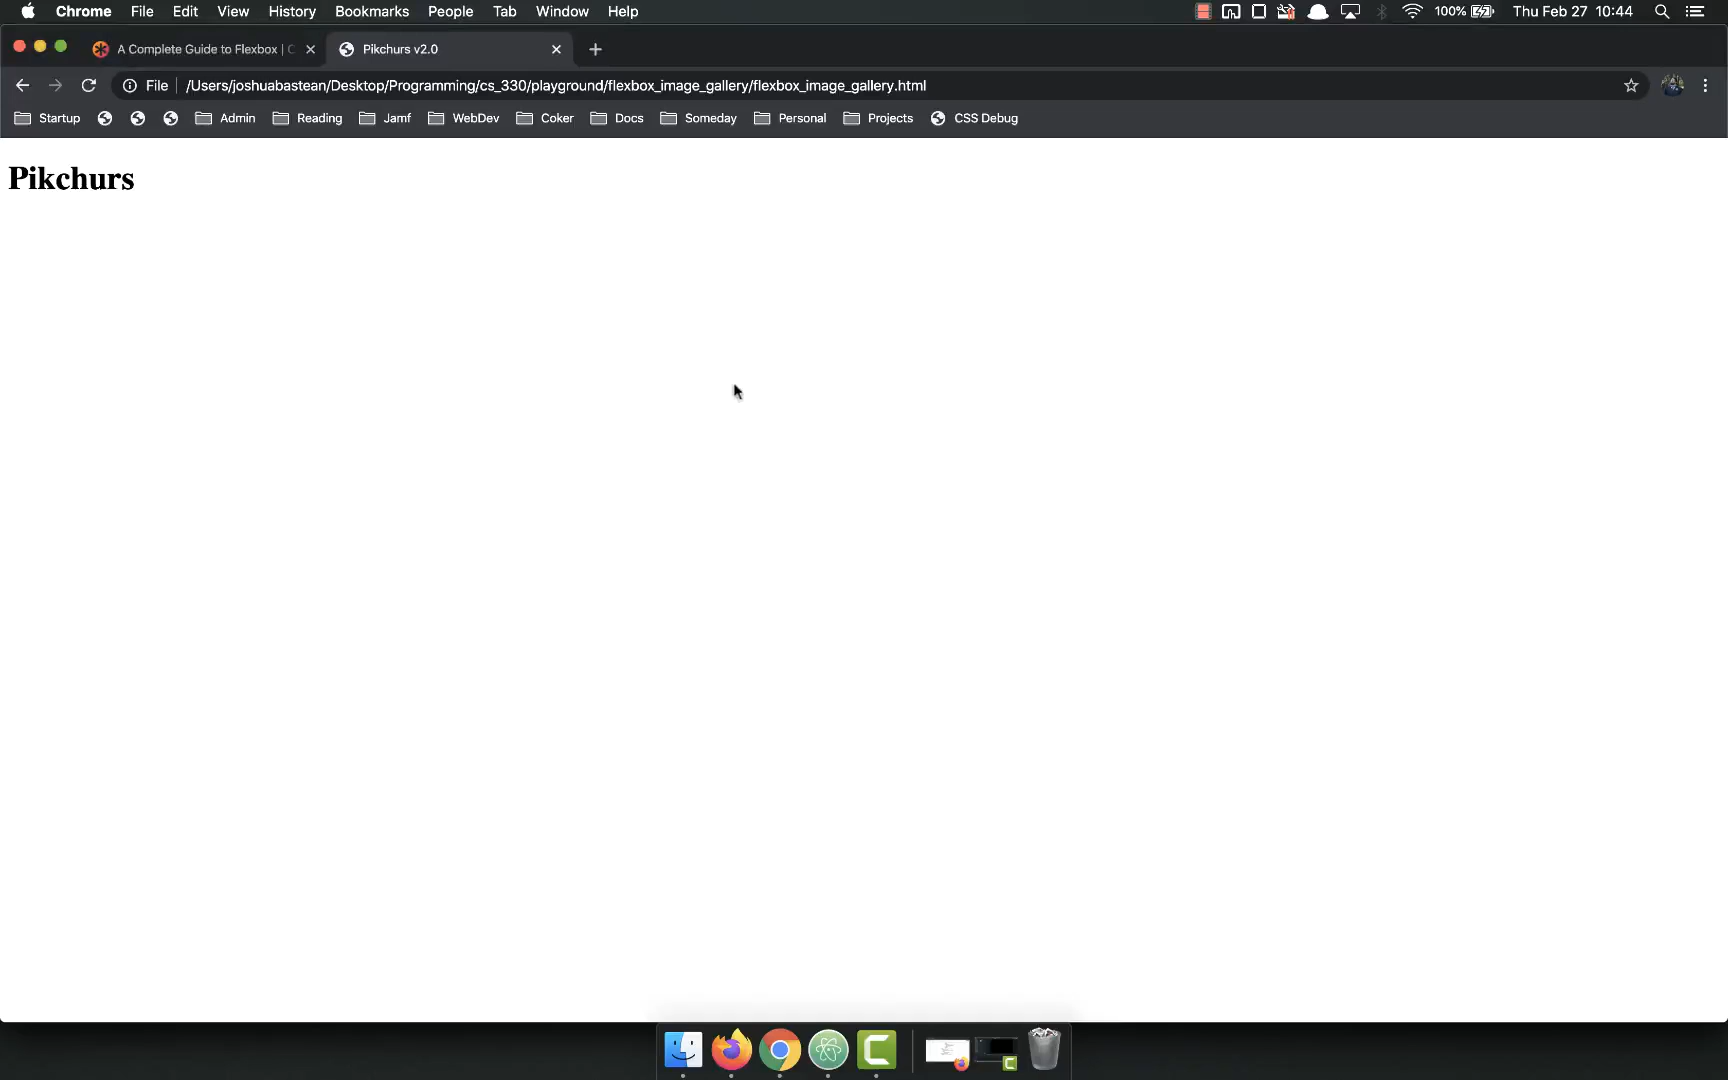 Chrome File Edit View History Bookmarks People Tab Window Help 100% Thu Feb 27 10:44
A Complete Guide to Flexbox | Pikchurs v2.0
File /Users/joshuabastean/Desktop/Programming/cs_330/playground/flexbox_image_gallery/flexbox_image_gallery.html
Startup Admin Reading Jamf WebDev Coker Docs Someday Personal Projects CSS Debug
Pikchurs